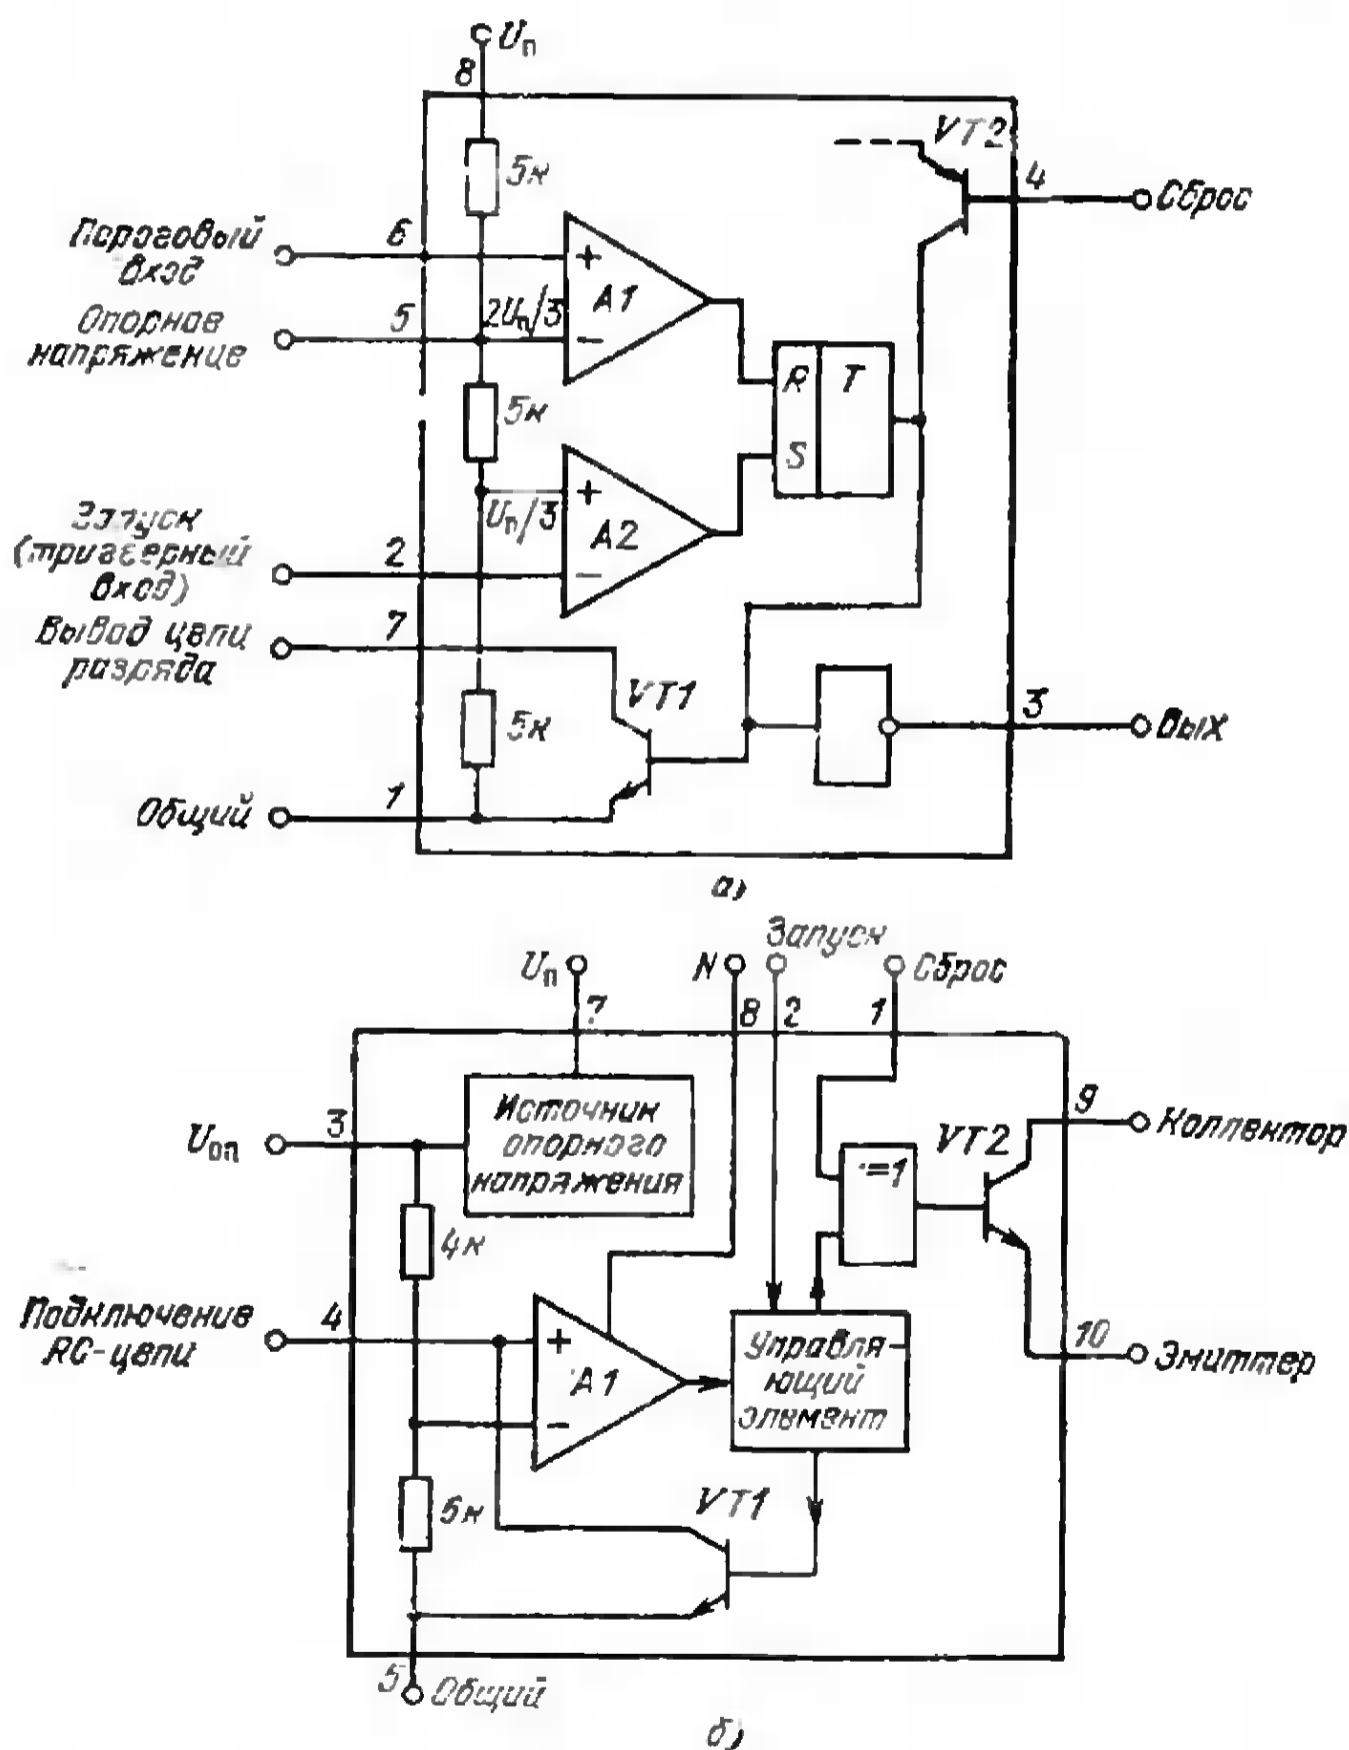 Uп
8
VT2
5к
4
Сброс
Пороговый
вход
6
+
А1
Опорное
напряжение
5
2Uп/3
−
R
T
5к
S
Uп/3
+
А2
Запуск
(триггерный
вход)
2
−
Вывод цепи
разряда
7
VT1
5к
3
Вых
Общий
1
а)
Запуск
Uп
N
Сброс
7
8
2
1
Источник
опорного
напряжения
Uоп
3
9
Коллектор
VT2
=1
4к
Подключение
RC-цепи
4
+
А1
−
Управля-
ющий
элемент
10
Эмиттер
5к
VT1
5
Общий
б)